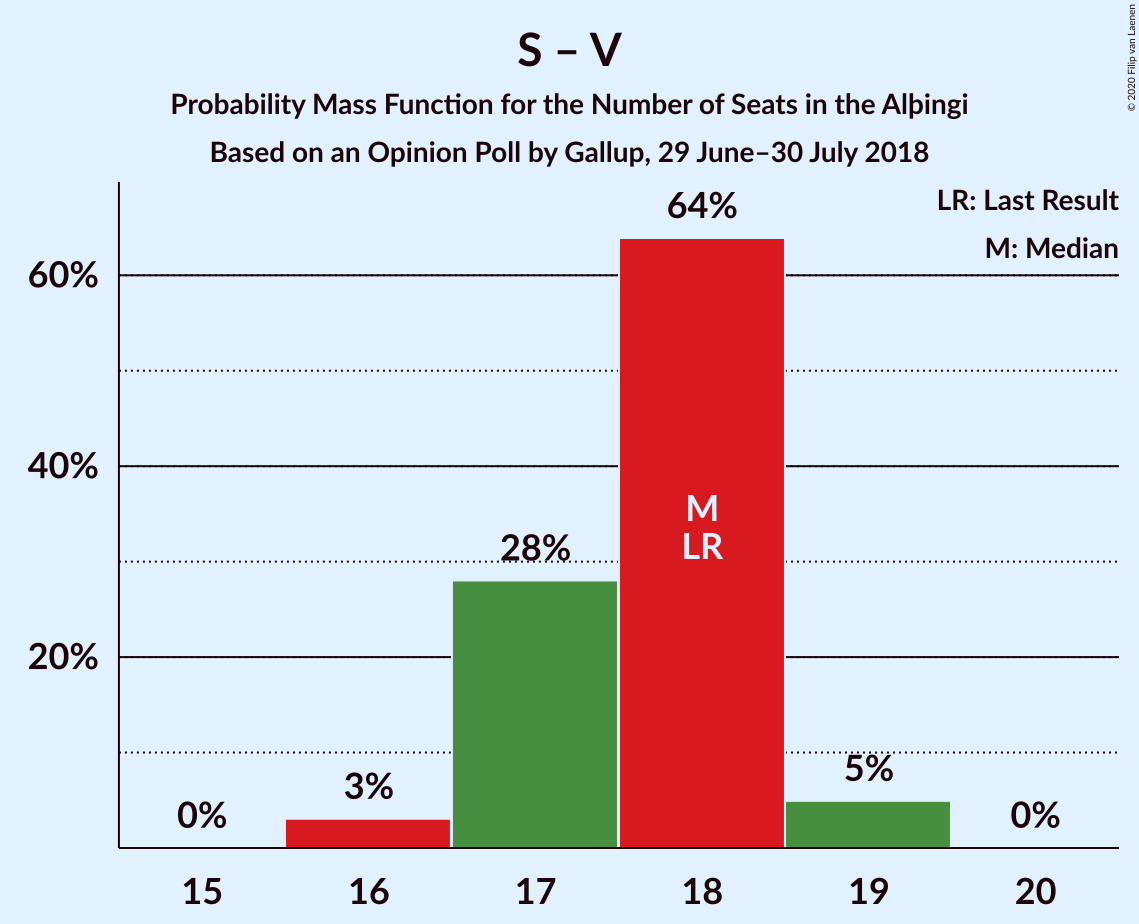 S – V
Probability Mass Function for the Number of Seats in the Alþingi
Based on an Opinion Poll by Gallup, 29 June–30 July 2018
© 2020 Filip van Laenen
LR: Last Result
M: Median
64%
60%
40%
M
LR
28%
20%
5%
3%
0%
0%
15 16 17 18 19 20